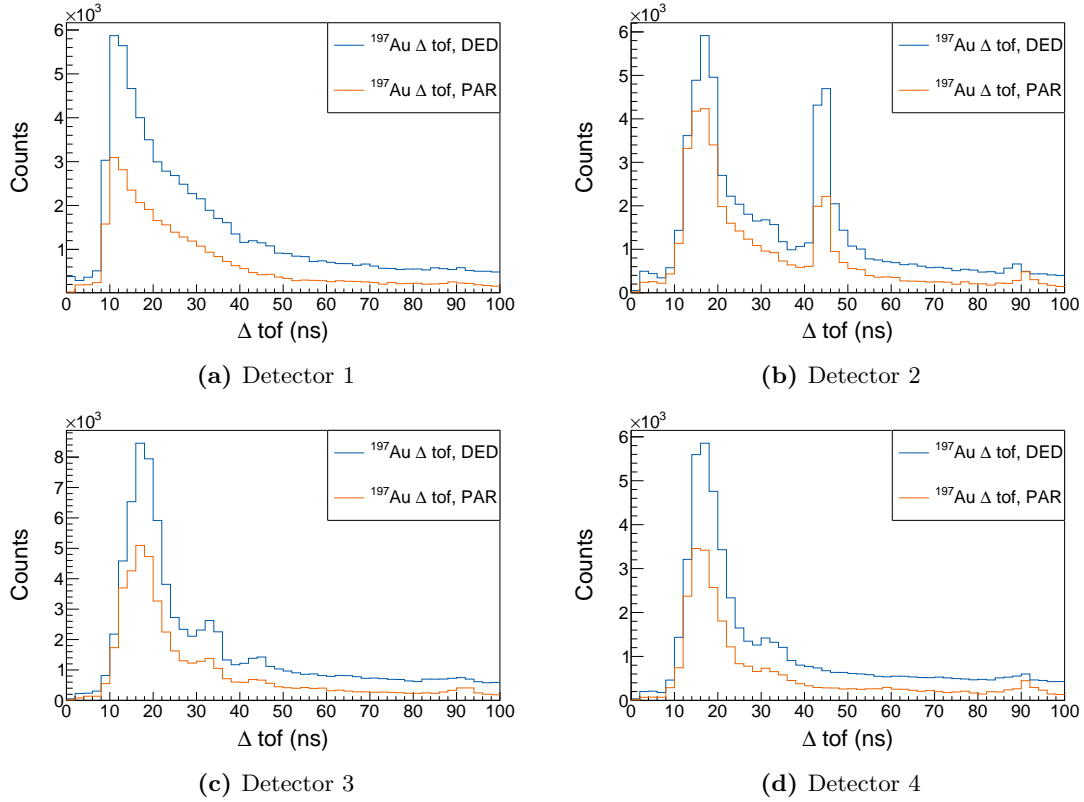 ×10³
6
5
4
3
2
1
0
Counts
¹⁹⁷Au Δ tof, DED
¹⁹⁷Au Δ tof, PAR
0 10 20 30 40 50 60 70 80 90 100
Δ tof (ns)
(a) Detector 1
×10³
6
5
4
3
2
1
0
Counts
¹⁹⁷Au Δ tof, DED
¹⁹⁷Au Δ tof, PAR
0 10 20 30 40 50 60 70 80 90 100
Δ tof (ns)
(b) Detector 2
×10³
8
7
6
5
4
3
2
1
0
Counts
¹⁹⁷Au Δ tof, DED
¹⁹⁷Au Δ tof, PAR
0 10 20 30 40 50 60 70 80 90 100
Δ tof (ns)
(c) Detector 3
×10³
6
5
4
3
2
1
0
Counts
¹⁹⁷Au Δ tof, DED
¹⁹⁷Au Δ tof, PAR
0 10 20 30 40 50 60 70 80 90 100
Δ tof (ns)
(d) Detector 4